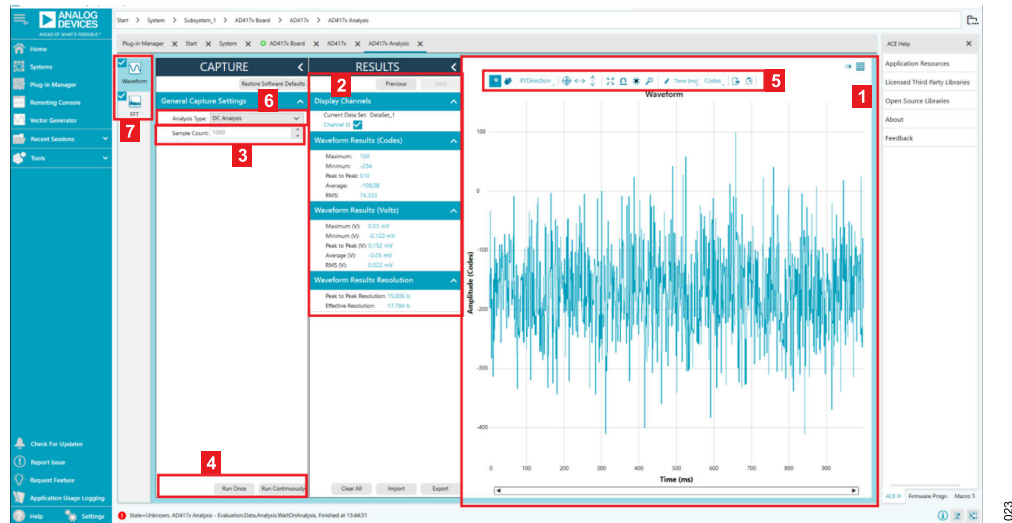 ANALOG
DEVICES
AHEAD OF WHAT'S POSSIBLE™
Start > System > Subsystem_1 > AD417x Board > AD417x > AD417x Analysis
Home
Systems
Plug-in Manager
Remoting Console
Vector Generator
Recent Sessions
Tools
Check For Updates
Report Issue
Request Feature
Application Usage Logging
Help
Settings
Plug-in Manager X Start X System X AD417x Board X AD417x X AD417x Analysis X
Waveform
FFT
7
CAPTURE
Restore Software Defaults
6
General Capture Settings
Analysis Type: DC Analysis
Sample Count: 1000
3
4
Run Once Run Continuously
RESULTS
2
Previous Next
Display Channels
Current Data Set: DataSet_1
Channel 0:
Waveform Results (Codes)
Maximum: 100
Minimum: -254
Peak to Peak: 510
Average: -108.08
RMS: 74.333
Waveform Results (Volts)
Maximum (V): 0.03 mV
Minimum (V): -0.122 mV
Peak to Peak (V): 0.152 mV
Average (V): -0.05 mV
RMS (V): 0.022 mV
Waveform Results Resolution
Peak to Peak Resolution: 15.006 b
Effective Resolution: 17.784 b
Clear All Import Export
XYDirection
Time (ms)
Codes
5
1
Waveform
Amplitude (Codes)
100
0
-100
-200
-300
-400
0 100 200 300 400 500 600 700 800 900
Time (ms)
ACE Help X
Application Resources
Licensed Third Party Libraries
Open Source Libraries
About
Feedback
ACE H Firmware Progr Macro T
State=Unknown, AD417x Analysis - Evaluation.Data.Analysis.WaitOnAnalysis. Finished at 13:44:31
023